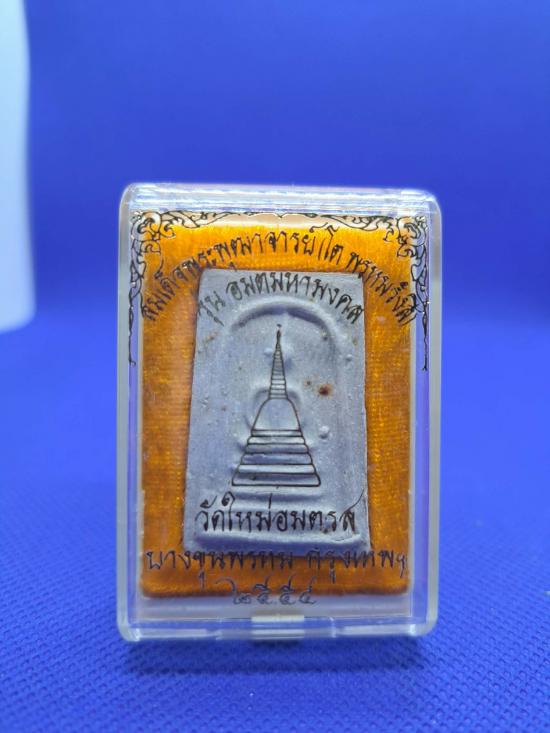 สมเด็จพระพุฒาจารย์(โต พรหมรังสี)
รุ่น อมตมหามงคล
วัดใหม่อมตรส
บางขุนพรหม กรุงเทพฯ
๒๕๕๔